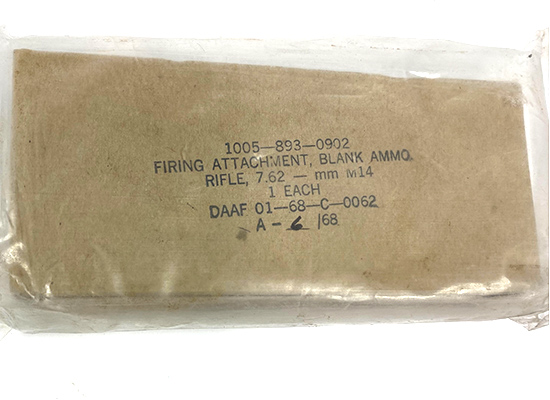 1005—893—0902
FIRING ATTACHMENT, BLANK AMMO.
RIFLE, 7.62 — mm M14
1 EACH
DAAF 01—68—C—0062
A – 6 /68